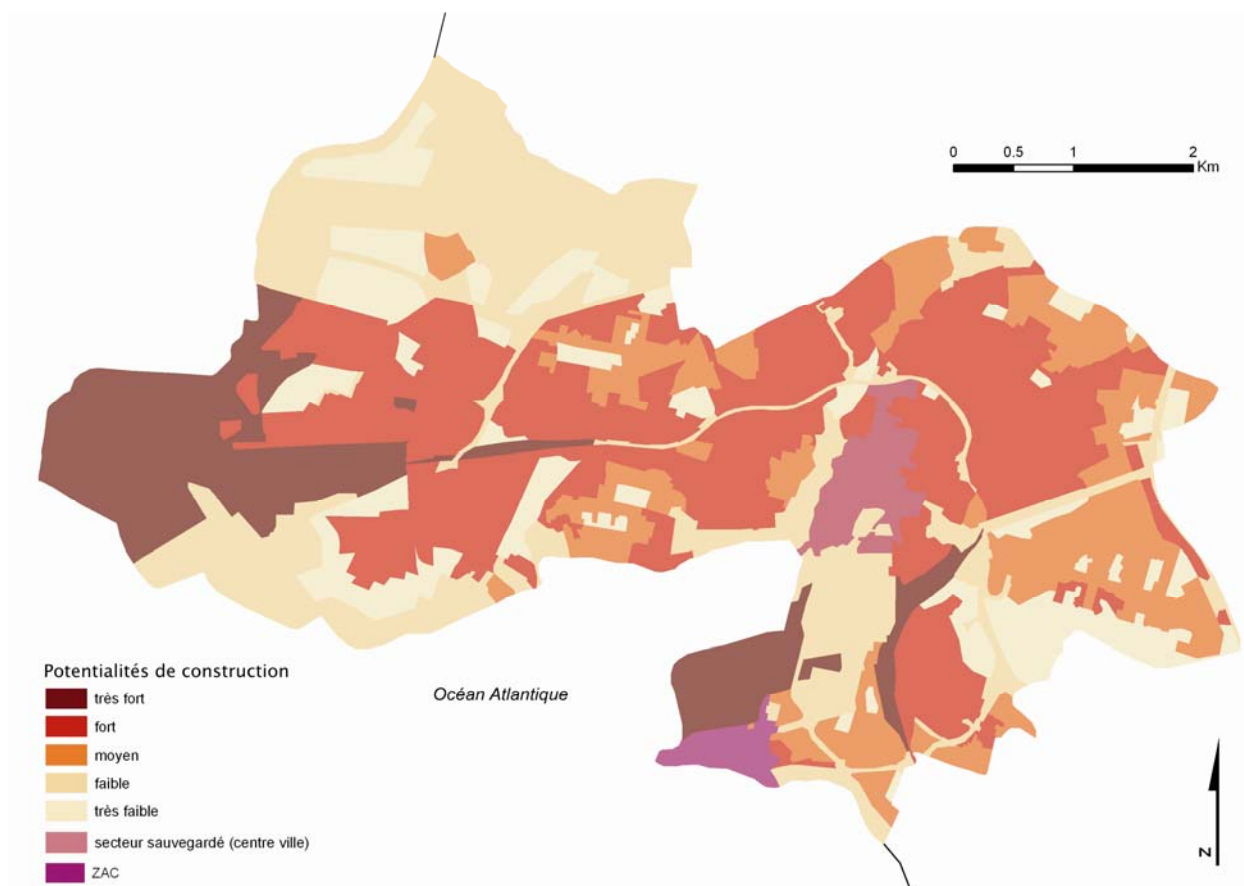 0 0.5 1 2
Km
Océan Atlantique
Potentialités de construction
très fort
fort
moyen
faible
très faible
secteur sauvegardé (centre ville)
ZAC
N